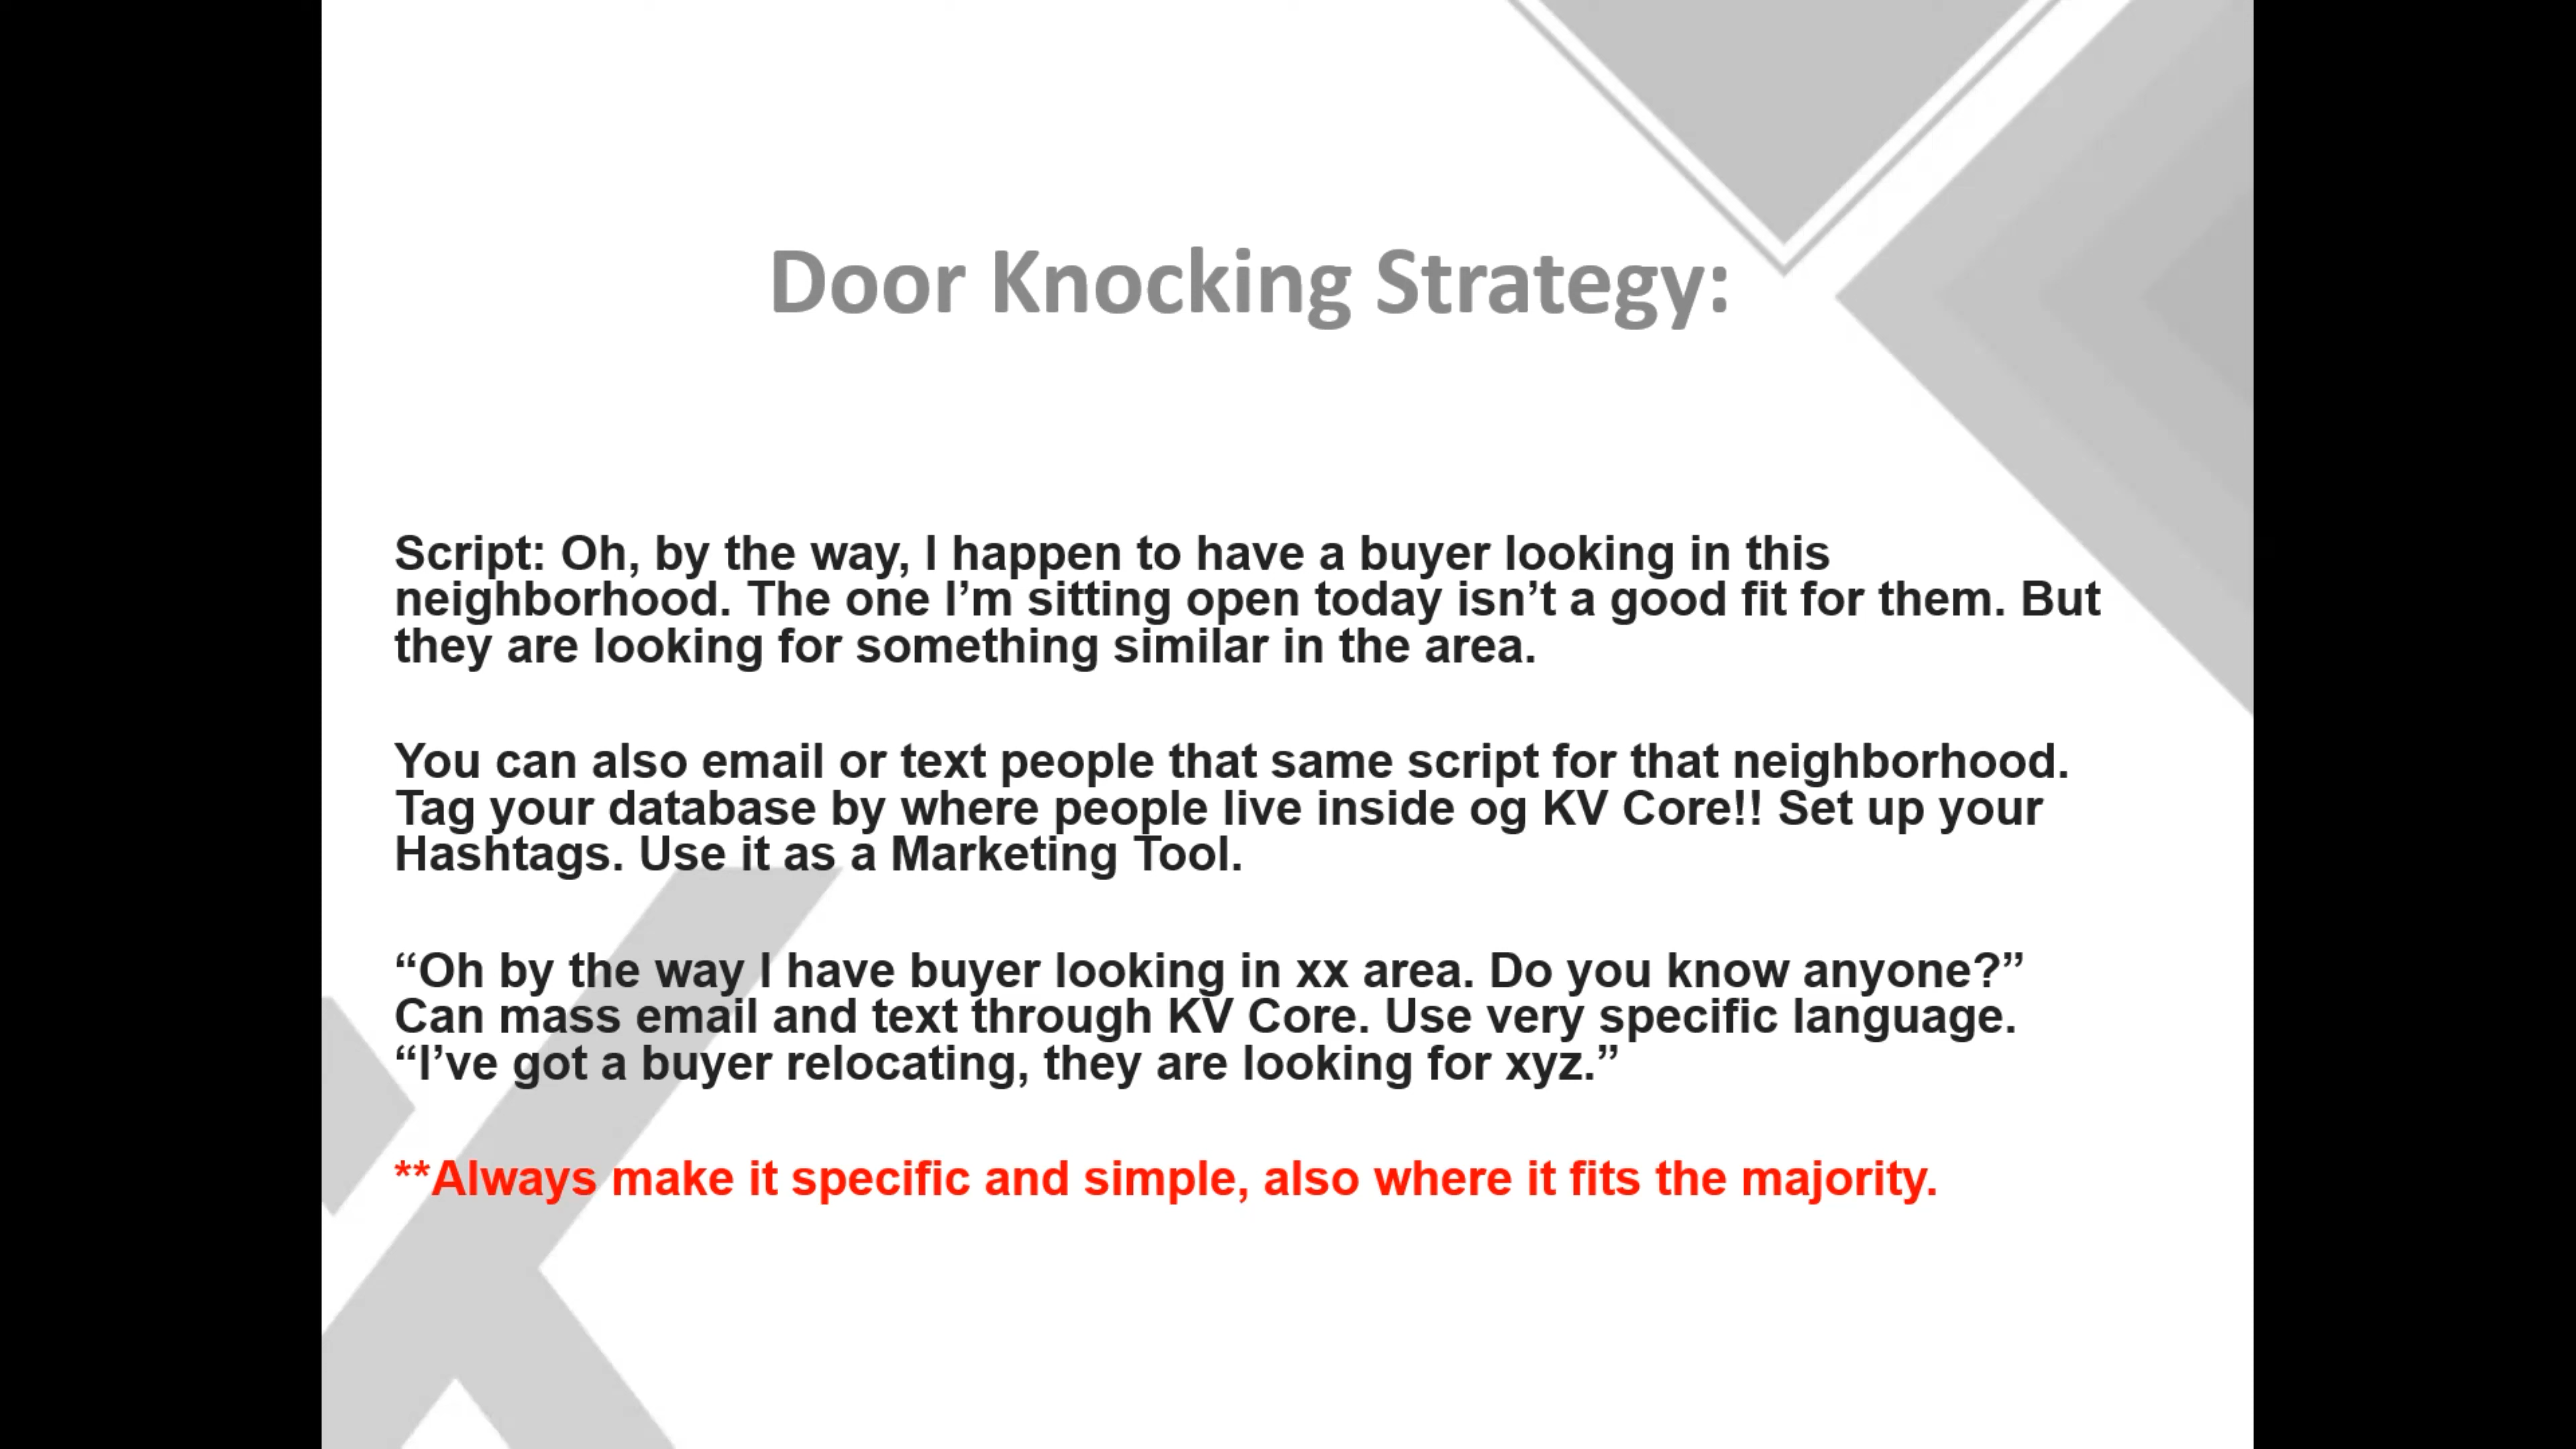 Door Knocking Strategy:
Script: Oh, by the way, I happen to have a buyer looking in this
neighborhood. The one I’m sitting open today isn’t a good fit for them. But
they are looking for something similar in the area.
You can also email or text people that same script for that neighborhood.
Tag your database by where people live inside og KV Core!! Set up your
Hashtags. Use it as a Marketing Tool.
“Oh by the way I have buyer looking in xx area. Do you know anyone?”
Can mass email and text through KV Core. Use very specific language.
“I’ve got a buyer relocating, they are looking for xyz.”
**Always make it specific and simple, also where it fits the majority.